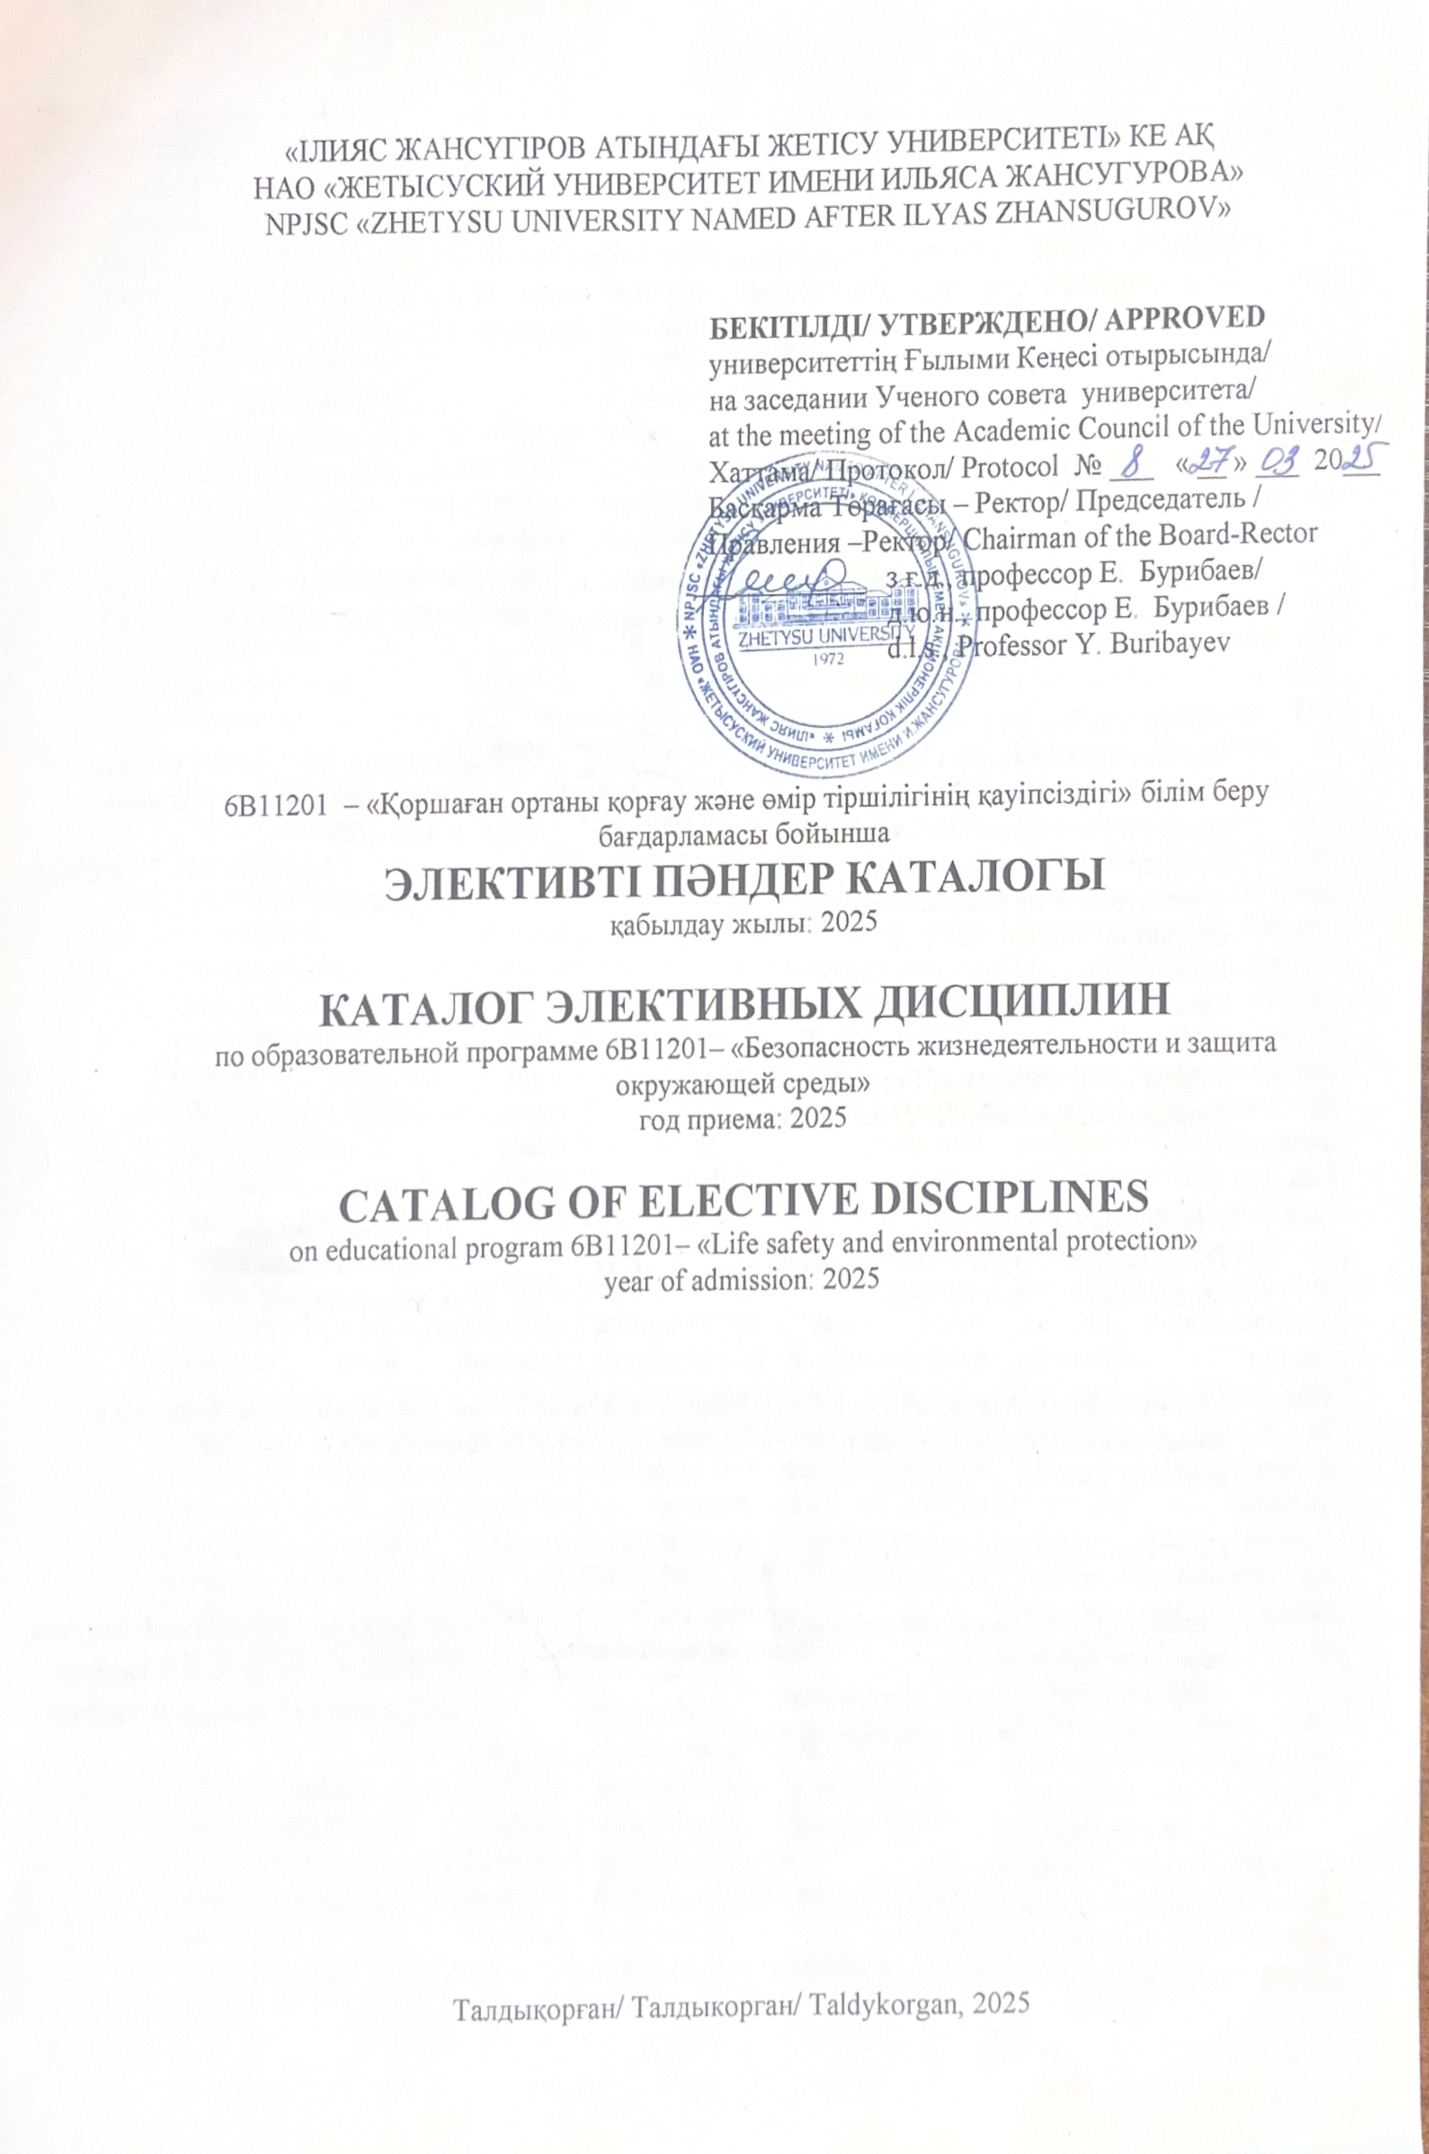 «ІЛИЯС ЖАНСҮГІРОВ АТЫНДАҒЫ ЖЕТІСУ УНИВЕРСИТЕТІ» КЕ АҚ
НАО «ЖЕТЫСУСКИЙ УНИВЕРСИТЕТ ИМЕНИ ИЛЬЯСА ЖАНСУГУРОВА»
NPJSC «ZHETYSU UNIVERSITY NAMED AFTER ILYAS ZHANSUGUROV»
БЕКІТІЛДІ/ УТВЕРЖДЕНО/ APPROVED
университеттің Ғылыми Кеңесі отырысында/
на заседании Ученого совета университета/
at the meeting of the Academic Council of the University/
Хаттама/ Протокол/ Protocol № 8 «27» 03 2025
Басқарма Төрағасы – Ректор/ Председатель /
Правления –Ректор/ Chairman of the Board-Rector
з.ғ.д., профессор Е. Бурибаев/
д.ю.н., профессор Е. Бурибаев /
d.l.s., Professor Y. Buribayev
ZHETYSU UNIVERSITY
1972
6В11201 – «Қоршаған ортаны қорғау және өмір тіршілігінің қауіпсіздігі» білім беру
бағдарламасы бойынша
ЭЛЕКТИВТІ ПӘНДЕР КАТАЛОГЫ
қабылдау жылы: 2025
КАТАЛОГ ЭЛЕКТИВНЫХ ДИСЦИПЛИН
по образовательной программе 6В11201– «Безопасность жизнедеятельности и защита
окружающей среды»
год приема: 2025
CATALOG OF ELECTIVE DISCIPLINES
on educational program 6B11201– «Life safety and environmental protection»
year of admission: 2025
Талдықорған/ Талдыкорган/ Taldykorgan, 2025